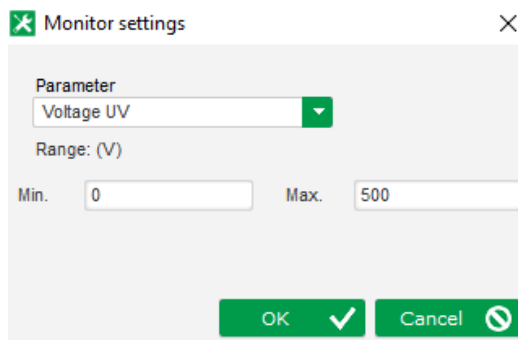 Monitor settings
Parameter
Voltage UV
Range: (V)
Min. 0 Max. 500
OK Cancel